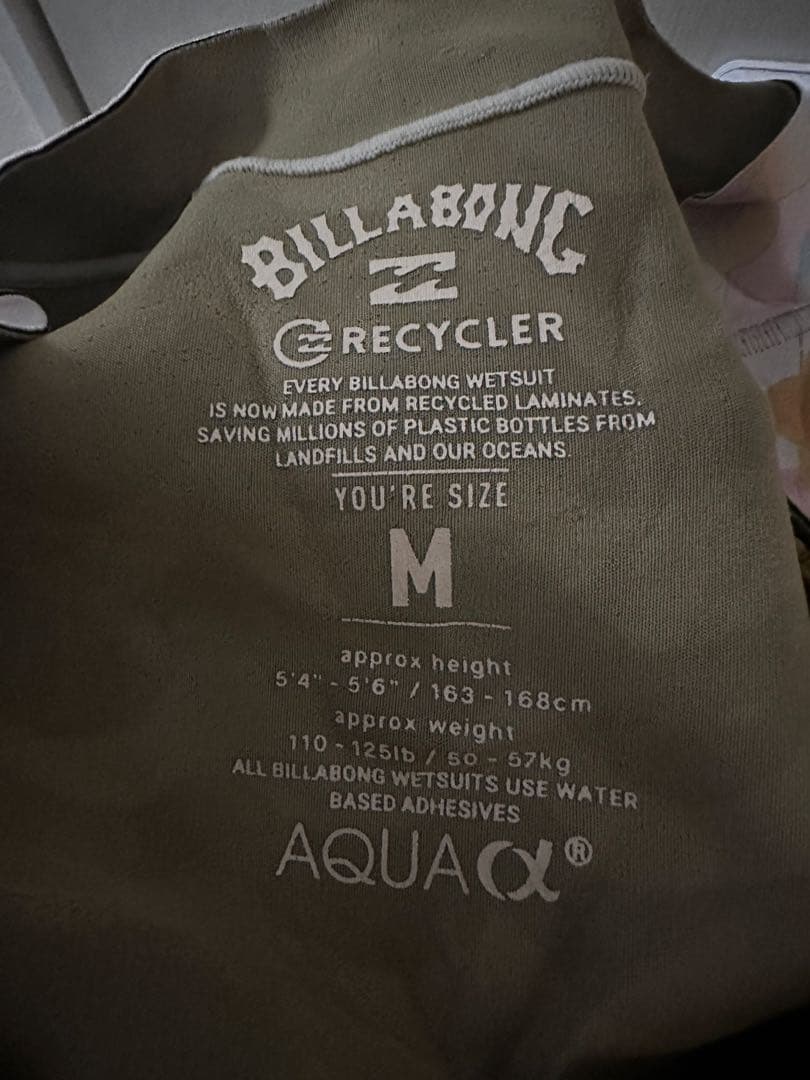 BILLABONG
RECYCLER
EVERY BILLABONG WETSUIT
IS NOW MADE FROM RECYCLED LAMINATES.
SAVING MILLIONS OF PLASTIC BOTTLES FROM
LANDFILLS AND OUR OCEANS.
YOU'RE SIZE
M
approx height
5'4" - 5'6" / 163 - 168cm
approx weight
110 - 125lb / 50 - 57kg
ALL BILLABONG WETSUITS USE WATER
BASED ADHESIVES
AQUA α®